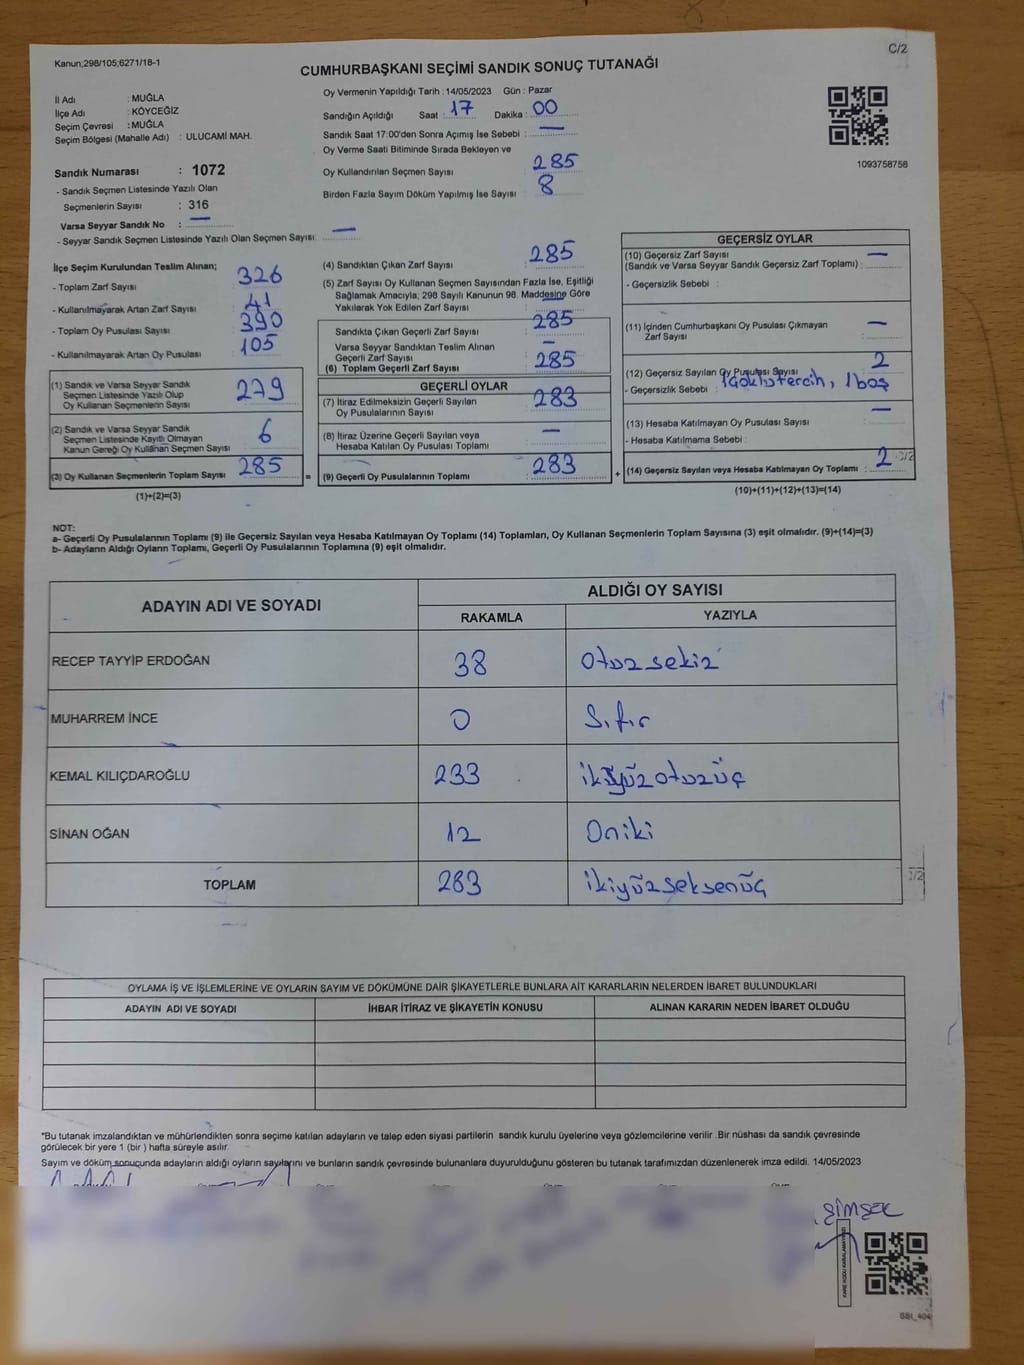 Kanun;298/105;6271/18-1
C/2
CUMHURBAŞKANI SEÇİMİ SANDIK SONUÇ TUTANAĞI
İl Adı : MUĞLA
İlçe Adı : KÖYCEĞİZ
Seçim Çevresi : MUĞLA
Seçim Bölgesi (Mahalle Adı) : ULUCAMİ MAH.
Sandık Numarası : 1072
- Sandık Seçmen Listesinde Yazılı Olan
Seçmenlerin Sayısı : 316
Varsa Seyyar Sandık No : —
- Seyyar Sandık Seçmen Listesinde Yazılı Olan Seçmen Sayısı: —
Oy Vermenin Yapıldığı Tarih : 14/05/2023 Gün : Pazar
Sandığın Açıldığı Saat : 17 Dakika : 00
Sandık Saat 17:00'den Sonra Açımış İse Sebebi : —
Oy Verme Saati Bitiminde Sırada Bekleyen ve
Oy Kullandırılan Seçmen Sayısı : 285
Birden Fazla Sayım Döküm Yapılmış İse Sayısı : 8
1093758758
İlçe Seçim Kurulundan Teslim Alınan;
- Toplam Zarf Sayısı : 326
- Kullanılmayarak Artan Zarf Sayısı : 41
- Toplam Oy Pusulası Sayısı : 390
- Kullanılmayarak Artan Oy Pusulası : 105
(1) Sandık ve Varsa Seyyar Sandık
Seçmen Listesinde Yazılı Olup
Oy Kullanan Seçmenlerin Sayısı : 279
(2) Sandık ve Varsa Seyyar Sandık
Seçmen Listesinde Kayıtlı Olmayan
Kanun Gereği Oy Kullanan Seçmen Sayısı : 6
(3) Oy Kullanan Seçmenlerin Toplam Sayısı : 285
(1)+(2)=(3)
(4) Sandıktan Çıkan Zarf Sayısı : 285
(5) Zarf Sayısı Oy Kullanan Seçmen Sayısından Fazla İse, Eşitliği
Sağlamak Amacıyla, 298 Sayılı Kanunun 98. Maddesine Göre
Yakılarak Yok Edilen Zarf Sayısı : —
Sandıkta Çıkan Geçerli Zarf Sayısı : 285
Varsa Seyyar Sandıktan Teslim Alınan
Geçerli Zarf Sayısı : —
(6) Toplam Geçerli Zarf Sayısı : 285
GEÇERLİ OYLAR
(7) İtiraz Edilmeksizin Geçerli Sayılan
Oy Pusulalarının Sayısı : 283
(8) İtiraz Üzerine Geçerli Sayılan veya
Hesaba Katılan Oy Pusulası Toplamı : —
= (9) Geçerli Oy Pusulalarının Toplamı : 283
GEÇERSİZ OYLAR
(10) Geçersiz Zarf Sayısı
(Sandık ve Varsa Seyyar Sandık Geçersiz Zarf Toplamı) : —
- Geçersizlik Sebebi :
(11) İçinden Cumhurbaşkanı Oy Pusulası Çıkmayan
Zarf Sayısı : —
(12) Geçersiz Sayılan Oy Pusulası Sayısı : 2
- Geçersizlik Sebebi : 1 çoklu tercih, 1 boş
(13) Hesaba Katılmayan Oy Pusulası Sayısı : —
- Hesaba Katılmama Sebebi :
+ (14) Geçersiz Sayılan veya Hesaba Katılmayan Oy Toplamı : 2
(10)+(11)+(12)+(13)=(14)
NOT:
a- Geçerli Oy Pusulalarının Toplamı (9) ile Geçersiz Sayılan veya Hesaba Katılmayan Oy Toplamı (14) Toplamları, Oy Kullanan Seçmenlerin Toplam Sayısına (3) eşit olmalıdır. (9)+(14)=(3)
b- Adayların Aldığı Oyların Toplamı, Geçerli Oy Pusulalarının Toplamına (9) eşit olmalıdır.
ADAYIN ADI VE SOYADI
ALDIĞI OY SAYISI
RAKAMLA YAZIYLA
RECEP TAYYİP ERDOĞAN 38 otuzsekiz
MUHARREM İNCE 0 Sıfır
KEMAL KILIÇDAROĞLU 233 ikiyüzotuzüç
SİNAN OĞAN 12 Oniki
TOPLAM 283 ikiyüzseksenüç
OYLAMA İŞ VE İŞLEMLERİNE VE OYLARIN SAYIM VE DÖKÜMÜNE DAİR ŞİKAYETLERLE BUNLARA AİT KARARLARIN NELERDEN İBARET BULUNDUKLARI
ADAYIN ADI VE SOYADI İHBAR İTİRAZ VE ŞİKAYETİN KONUSU ALINAN KARARIN NEDEN İBARET OLDUĞU
*Bu tutanak imzalandıktan ve mühürlendikten sonra seçime katılan adayların ve talep eden siyasi partilerin sandık kurulu üyelerine veya gözlemcilerine verilir .Bir nüshası da sandık çevresinde
görülecek bir yere 1 (bir ) hafta süreyle asılır.
Sayım ve döküm sonucunda adayların aldığı oyların sayılarını ve bunların sandık çevresinde bulunanlara duyurulduğunu gösteren bu tutanak tarafımızdan düzenlenerek imza edildi. 14/05/2023
ŞİMŞEK